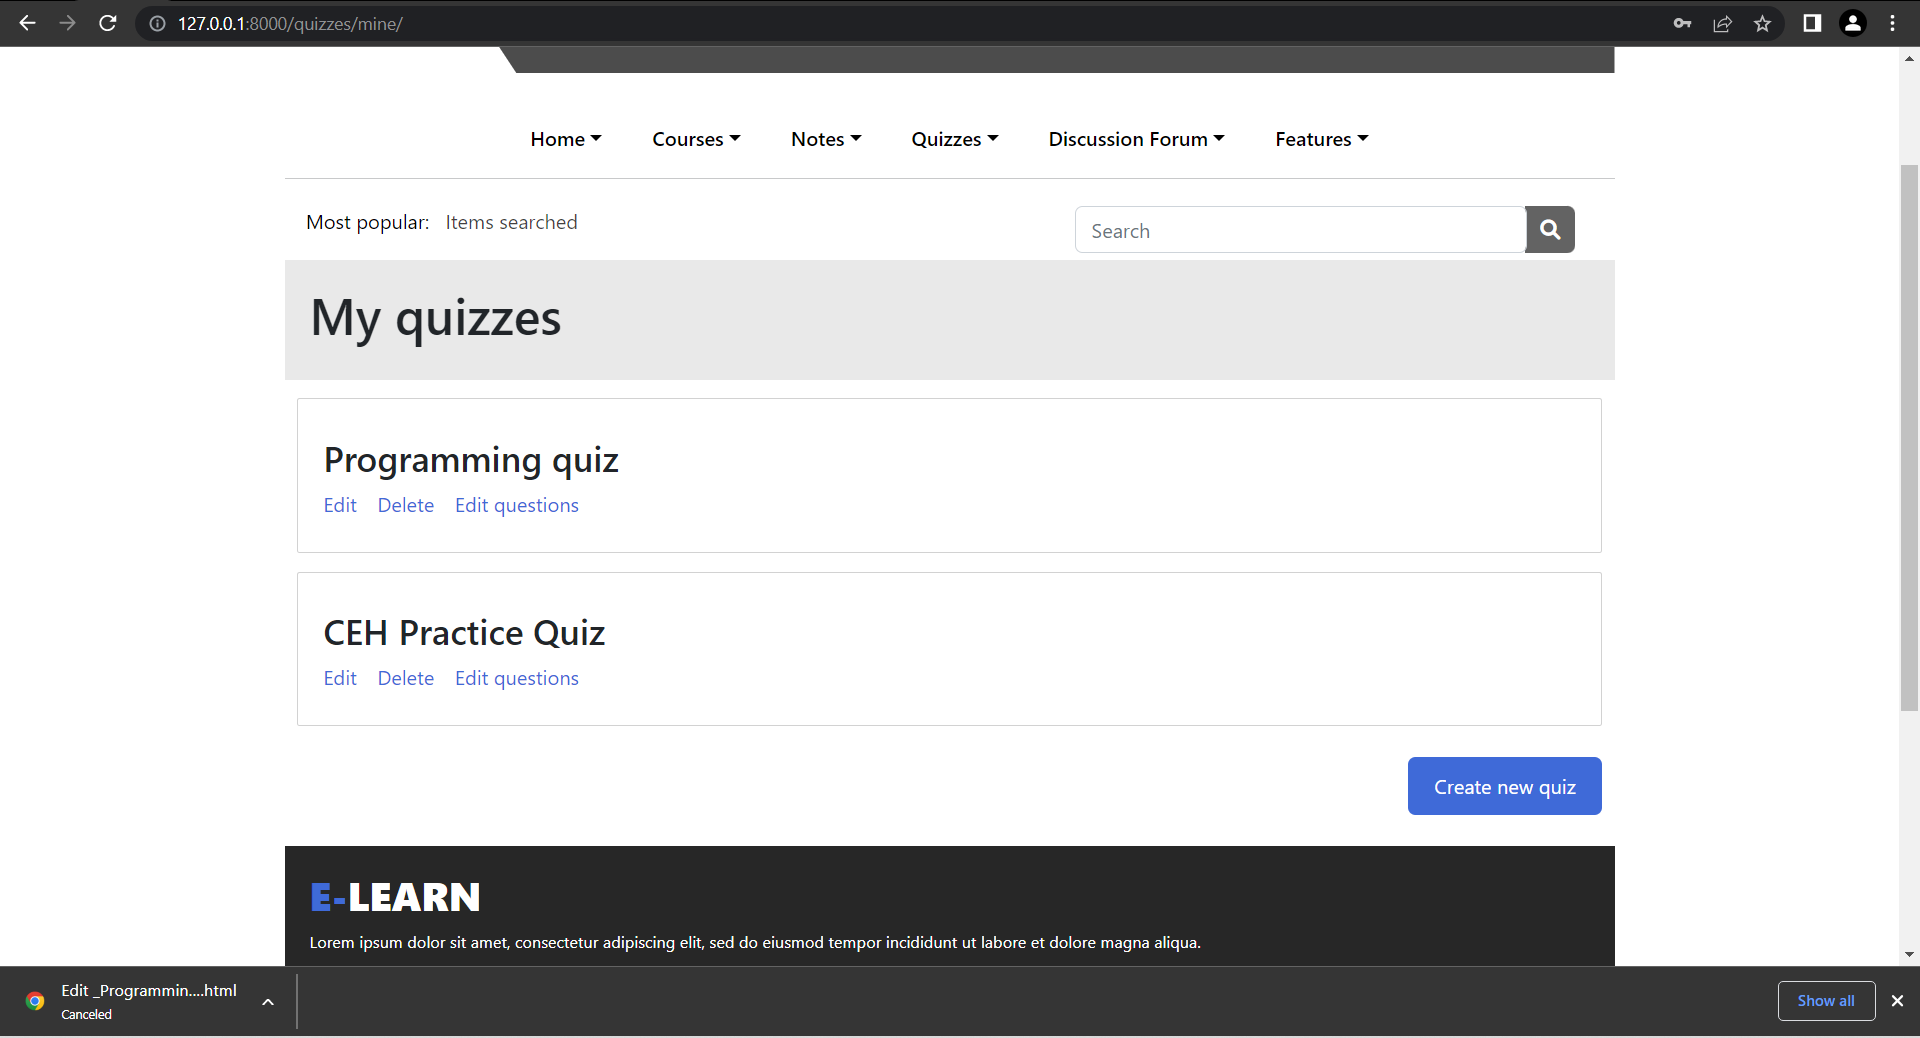 127.0.0.1:8000/quizzes/mine/
Home Courses Notes Quizzes Discussion Forum Features
Most popular: Items searched Search
My quizzes
Programming quiz
Edit Delete Edit questions
CEH Practice Quiz
Edit Delete Edit questions
Create new quiz
E-LEARN
Lorem ipsum dolor sit amet, consectetur adipiscing elit, sed do eiusmod tempor incididunt ut labore et dolore magna aliqua.
Edit _Programmin....html
Canceled
Show all